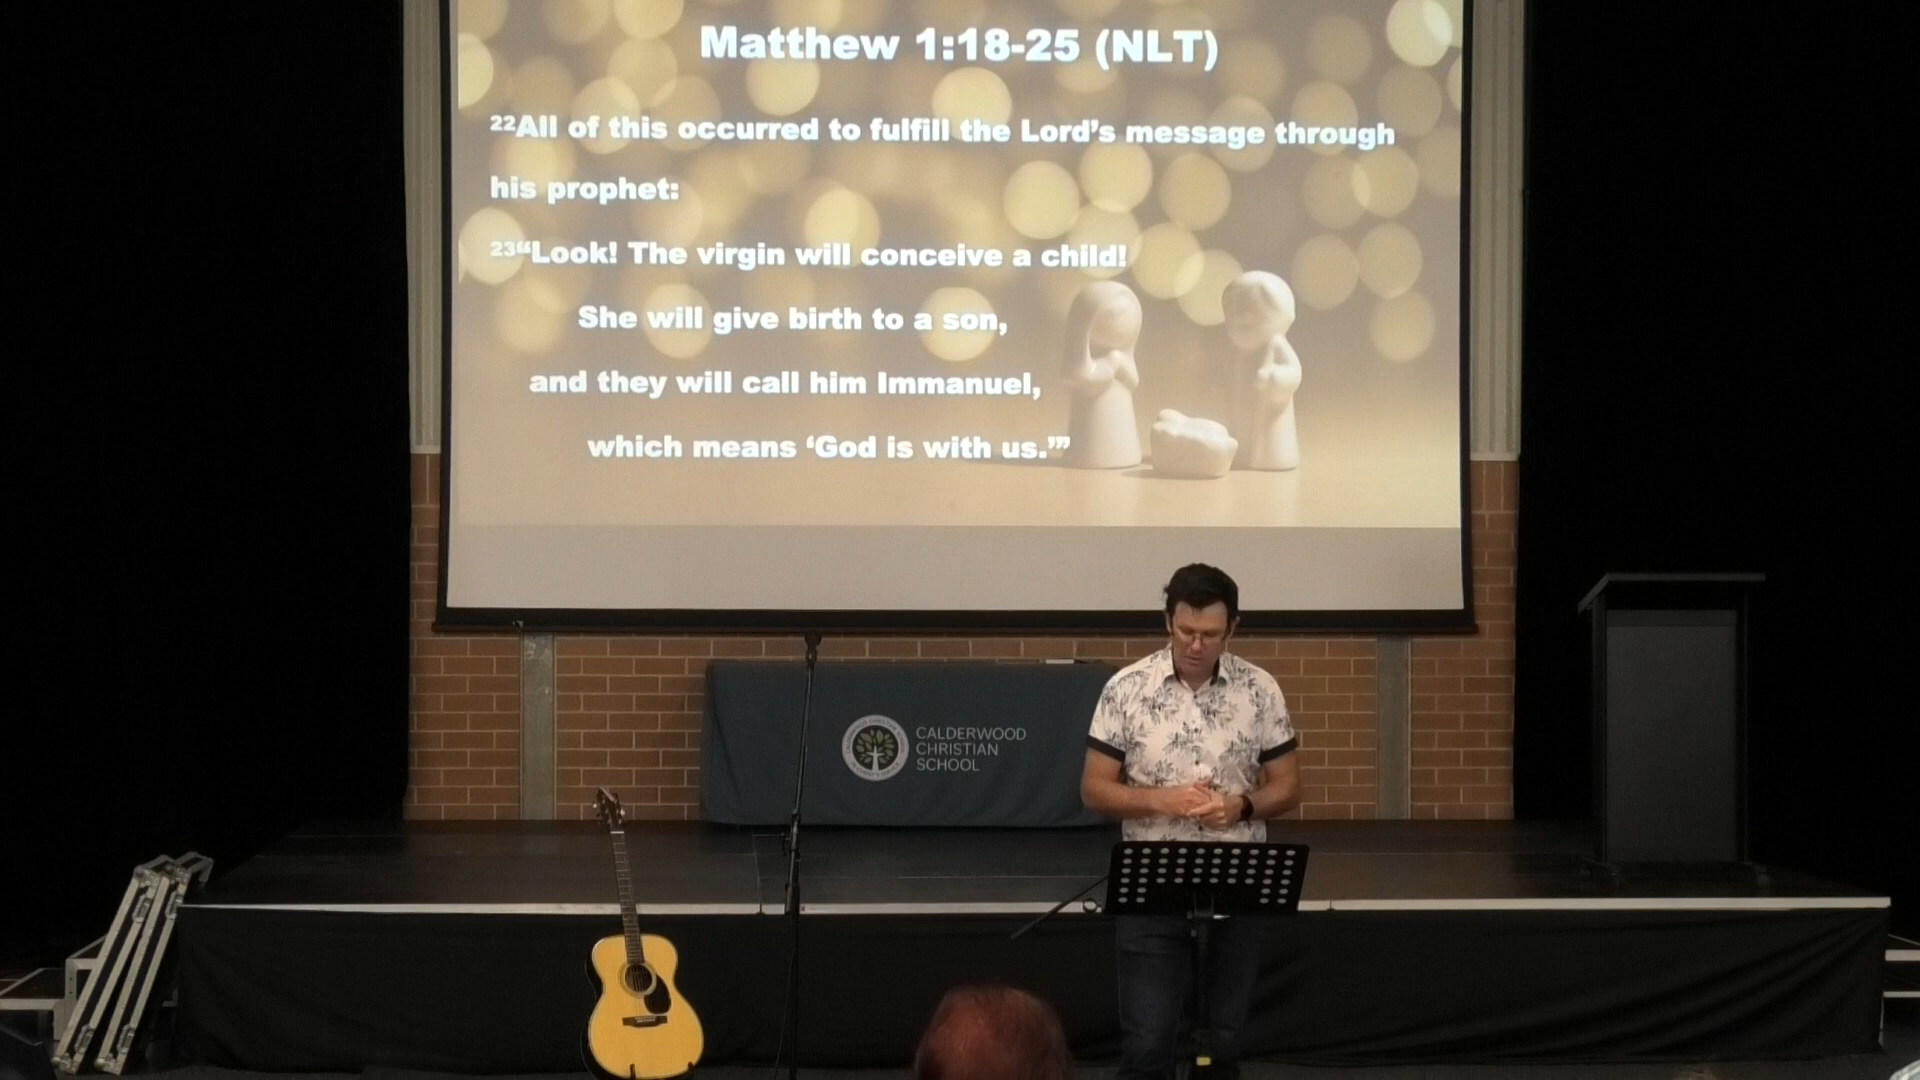 Matthew 1:18-25 (NLT)
²²All of this occurred to fulfill the Lord’s message through
his prophet:
²³“Look! The virgin will conceive a child!
She will give birth to a son,
and they will call him Immanuel,
which means ‘God is with us.’”
CALDERWOOD
CHRISTIAN
SCHOOL